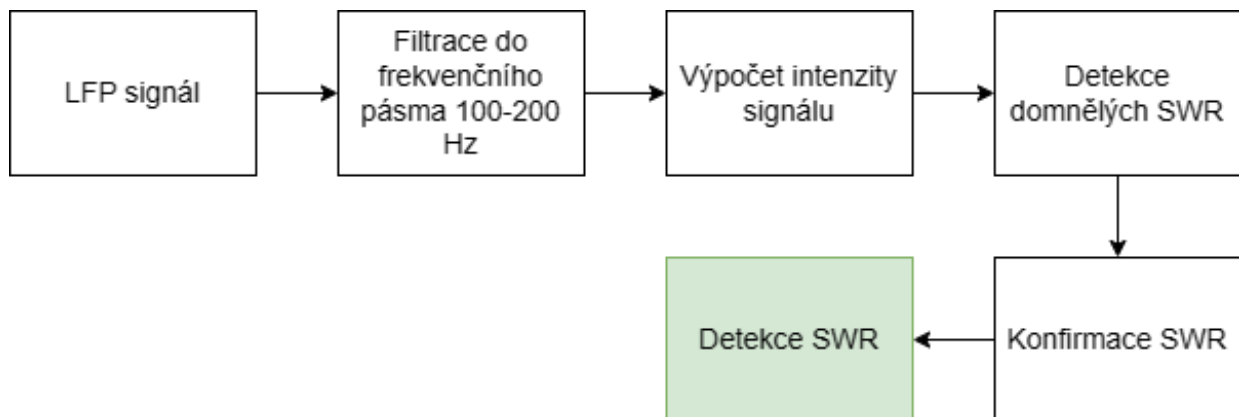 LFP signál
Filtrace do
frekvenčního
pásma 100-200
Hz
Výpočet intenzity
signálu
Detekce
domnělých SWR
Detekce SWR
Konfirmace SWR